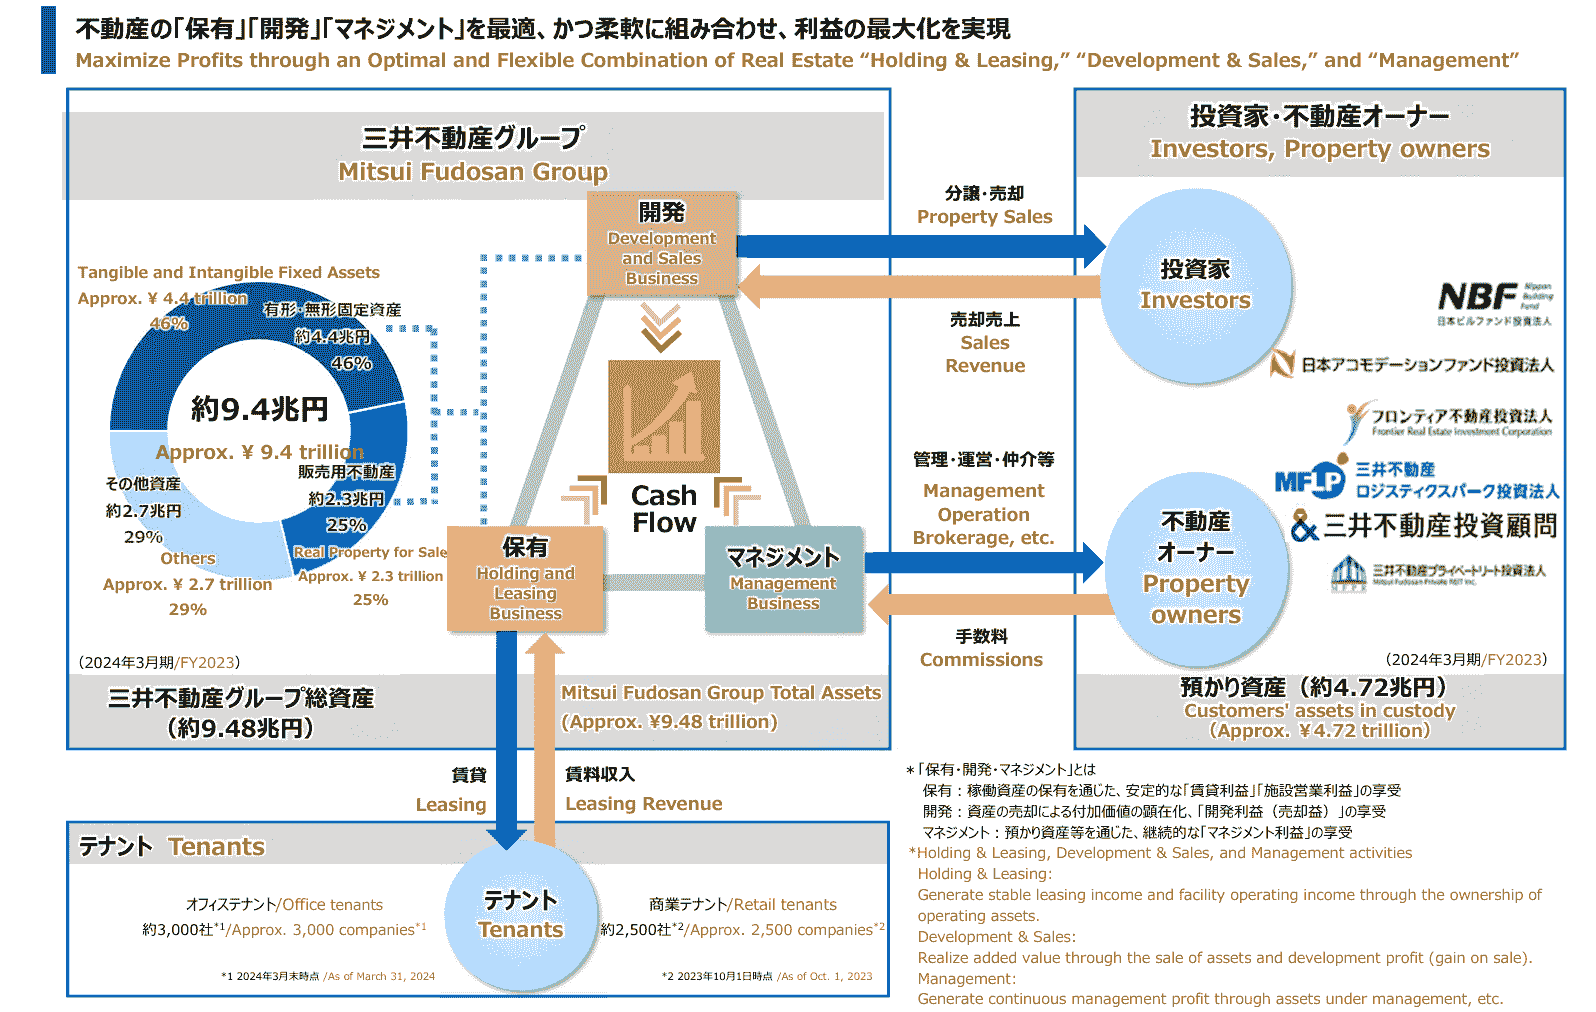 不動産の「保有」「開発」「マネジメント」を最適、かつ柔軟に組み合わせ、利益の最大化を実現
Maximize Profits through an Optimal and Flexible Combination of Real Estate “Holding & Leasing,” “Development & Sales,” and “Management”
三井不動産グループ
Mitsui Fudosan Group
開発
Development
and Sales
Business
Tangible and Intangible Fixed Assets
Approx. ¥ 4.4 trillion
46%
有形・無形固定資産
約4.4兆円
46%
約9.4兆円
Approx. ¥ 9.4 trillion
販売用不動産
約2.3兆円
25%
Real Property for Sale
Approx. ¥ 2.3 trillion
25%
その他資産
約2.7兆円
29%
Others
Approx. ¥ 2.7 trillion
29%
Cash
Flow
保有
Holding and
Leasing
Business
マネジメント
Management
Business
（2024年3月期/FY2023）
三井不動産グループ総資産
（約9.48兆円）
Mitsui Fudosan Group Total Assets
(Approx. ¥9.48 trillion)
分譲・売却
Property Sales
売却売上
Sales
Revenue
管理・運営・仲介等
Management
Operation
Brokerage, etc.
手数料
Commissions
投資家・不動産オーナー
Investors, Property owners
投資家
Investors
不動産
オーナー
Property
owners
NBF Nippon
Building
Fund
日本ビルファンド投資法人
日本アコモデーションファンド投資法人
フロンティア不動産投資法人
Frontier Real Estate Investment Corporation
MFLP 三井不動産
ロジスティクスパーク投資法人
三井不動産投資顧問
三井不動産プライベートリート投資法人
Mitsui Fudosan Private REIT Inc.
（2024年3月期/FY2023）
預かり資産（約4.72兆円）
Customers' assets in custody
（Approx. ¥4.72 trillion）
賃貸
Leasing
賃料収入
Leasing Revenue
テナント Tenants
テナント
Tenants
オフィステナント/Office tenants
約3,000社*1/Approx. 3,000 companies*1
*1 2024年3月末時点 /As of March 31, 2024
商業テナント/Retail tenants
約2,500社*2/Approx. 2,500 companies*2
*2 2023年10月1日時点 /As of Oct. 1, 2023
＊「保有・開発・マネジメント」とは
保有：稼働資産の保有を通じた、安定的な「賃貸利益」「施設営業利益」の享受
開発：資産の売却による付加価値の顕在化、「開発利益（売却益）」の享受
マネジメント：預かり資産等を通じた、継続的な「マネジメント利益」の享受
*Holding & Leasing, Development & Sales, and Management activities
Holding & Leasing:
Generate stable leasing income and facility operating income through the ownership of
operating assets.
Development & Sales:
Realize added value through the sale of assets and development profit (gain on sale).
Management:
Generate continuous management profit through assets under management, etc.